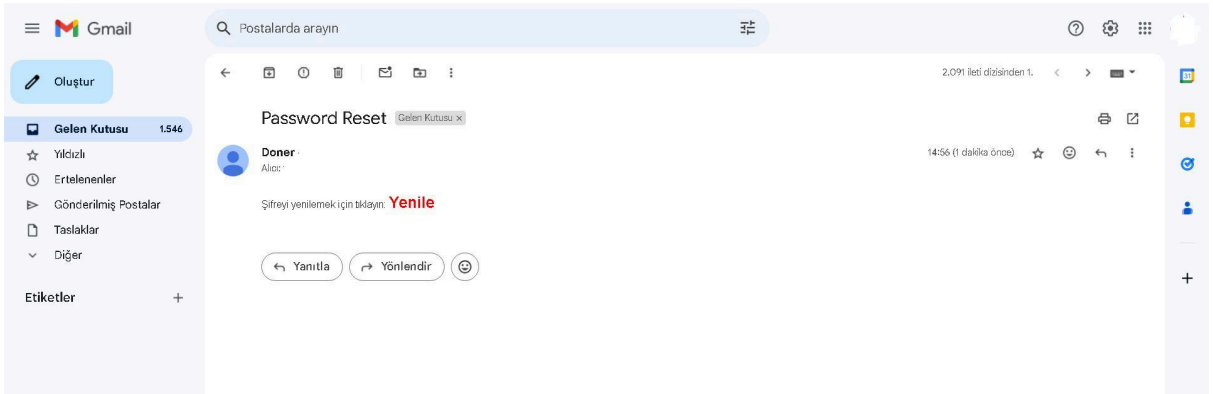 Gmail
Postalarda arayın
Oluştur
2.091 ileti dizisinden 1.
Gelen Kutusu 1.546
Yıldızlı
Ertelenenler
Gönderilmiş Postalar
Taslaklar
Diğer
Etiketler
Password Reset Gelen Kutusu x
Doner
14:56 (1 dakika önce)
Alıcı:
Şifreyi yenilemek için tıklayın: Yenile
Yanıtla Yönlendir